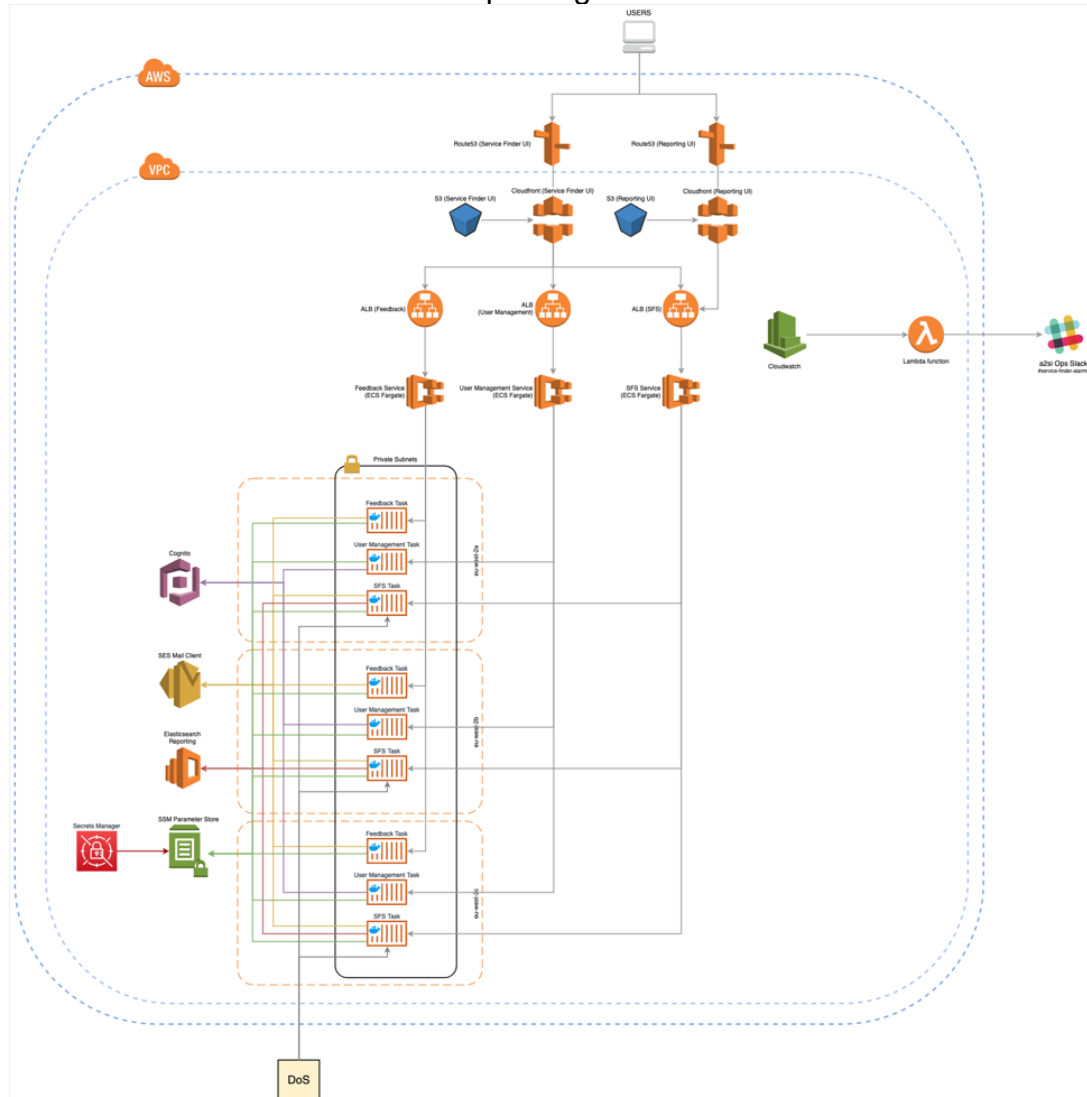 USERS
AWS
Route53 (Service Finder UI)
Route53 (Reporting UI)
VPC
Cloudfront (Service Finder UI)
Cloudfront (Reporting UI)
S3 (Service Finder UI)
S3 (Reporting UI)
ALB (Feedback)
ALB
(User Management)
ALB (SFS)
Cloudwatch
Lambda function
a2si Ops Slack
#service-finder-alarms
Feedback Service
(ECS Fargate)
User Management Service
(ECS Fargate)
SFS Service
(ECS Fargate)
Private Subnets
Feedback Task
User Management Task
SFS Task
Cognito
Feedback Task
User Management Task
SFS Task
SES Mail Client
Elasticsearch
Reporting
Secrets Manager
SSM Parameter Store
Feedback Task
User Management Task
SFS Task
DoS